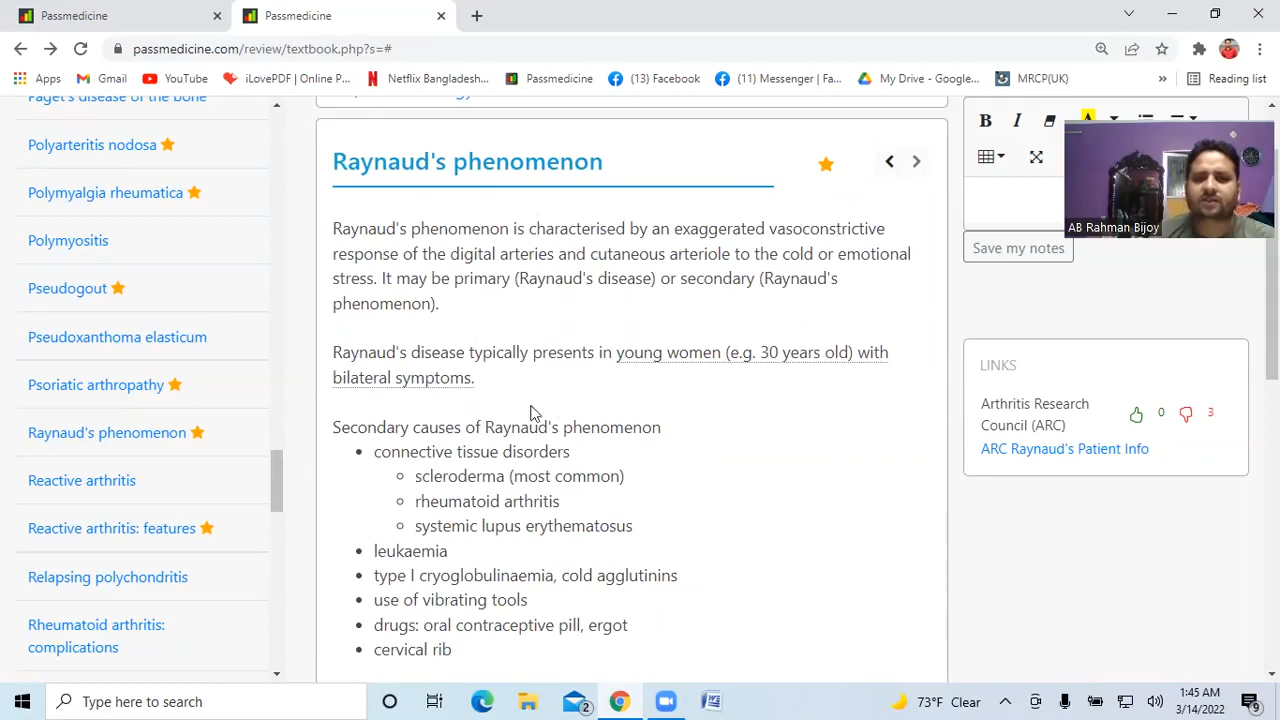 Passmedicine
Passmedicine
passmedicine.com/review/textbook.php?s=#
Apps
Gmail
YouTube
iLovePDF | Online P...
Netflix Bangladesh...
Passmedicine
(13) Facebook
(11) Messenger | Fa...
My Drive - Google...
MRCP(UK)
»
Reading list
Paget's disease of the bone
Polyarteritis nodosa
Polymyalgia rheumatica
Polymyositis
Pseudogout
Pseudoxanthoma elasticum
Psoriatic arthropathy
Raynaud's phenomenon
Reactive arthritis
Reactive arthritis: features
Relapsing polychondritis
Rheumatoid arthritis:
complications
Raynaud's phenomenon
Raynaud's phenomenon is characterised by an exaggerated vasoconstrictive
response of the digital arteries and cutaneous arteriole to the cold or emotional
stress. It may be primary (Raynaud's disease) or secondary (Raynaud's
phenomenon).
Raynaud's disease typically presents in young women (e.g. 30 years old) with
bilateral symptoms.
Secondary causes of Raynaud's phenomenon
• connective tissue disorders
◦ scleroderma (most common)
◦ rheumatoid arthritis
◦ systemic lupus erythematosus
• leukaemia
• type I cryoglobulinaemia, cold agglutinins
• use of vibrating tools
• drugs: oral contraceptive pill, ergot
• cervical rib
B I A
AB Rahman Bijoy
Save my notes
LINKS
Arthritis Research
Council (ARC)
0
3
ARC Raynaud's Patient Info
Type here to search
2
73°F Clear
1:45 AM
3/14/2022
9